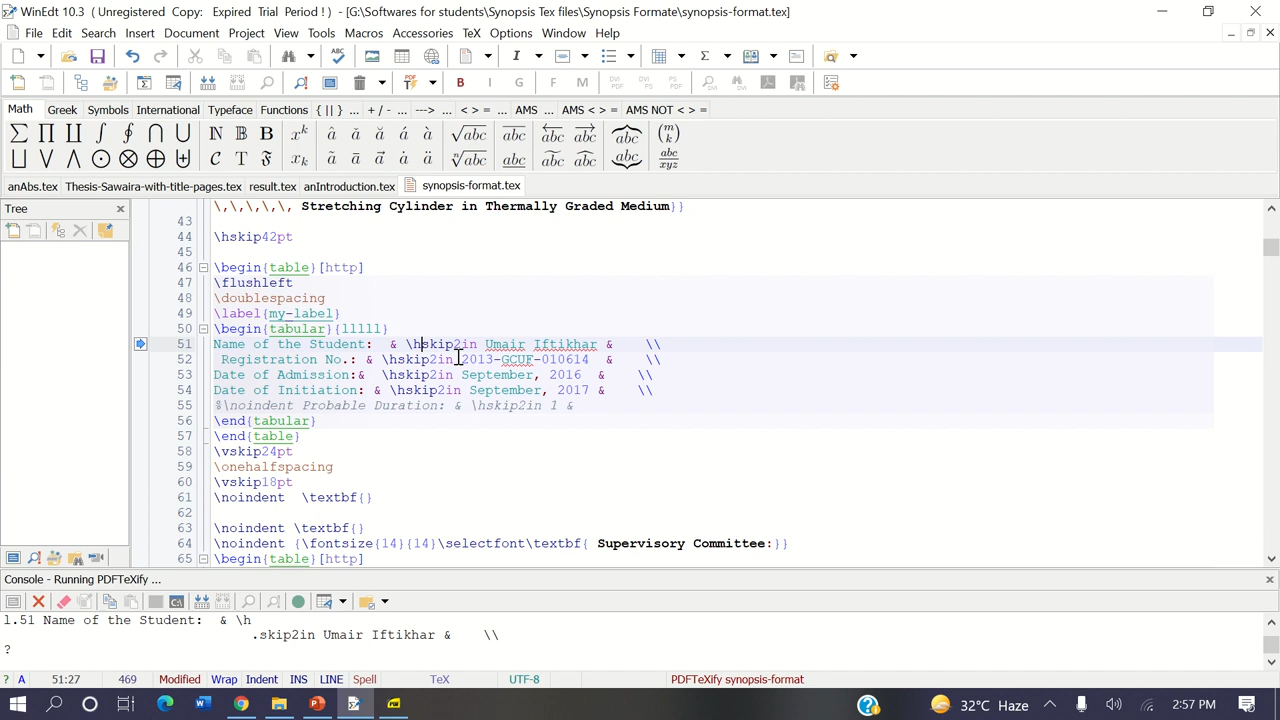 WinEdt 10.3 (Unregistered Copy: Expired Trial Period ! ) - [G:\Softwares for students\Synopsis Tex files\Synopsis Formate\synopsis-format.tex]
File Edit Search Insert Document Project View Tools Macros Accessories TeX Options Window Help
Math Greek Symbols International Typeface Functions { || } ... + / - ... ---> ... < > = ... AMS ... AMS < > = ... AMS NOT < > =
anAbs.tex Thesis-Sawaira-with-title-pages.tex result.tex anIntroduction.tex synopsis-format.tex
Tree
\,\,\,\,\, Stretching Cylinder in Thermally Graded Medium}}
43
44 \hskip42pt
45
46 \begin{table}[http]
47 \flushleft
48 \doublespacing
49 \label{my-label}
50 \begin{tabular}{lllll}
51 Name of the Student: & \hskip2in Umair Iftikhar & \\
52 Registration No.: & \hskip2in 2013-GCUF-010614 & \\
53 Date of Admission:& \hskip2in September, 2016 & \\
54 Date of Initiation: & \hskip2in September, 2017 & \\
55 %\noindent Probable Duration: & \hskip2in 1 &
56 \end{tabular}
57 \end{table}
58 \vskip24pt
59 \onehalfspacing
60 \vskip18pt
61 \noindent \textbf{}
62
63 \noindent \textbf{}
64 \noindent {\fontsize{14}{14}\selectfont\textbf{ Supervisory Committee:}}
65 \begin{table}[http]
Console - Running PDFTeXify ...
l.51 Name of the Student: & \h
.skip2in Umair Iftikhar & \\
?
? A 51:27 469 Modified Wrap Indent INS LINE Spell TeX UTF-8 PDFTeXify synopsis-format
32°C Haze ENG 2:57 PM